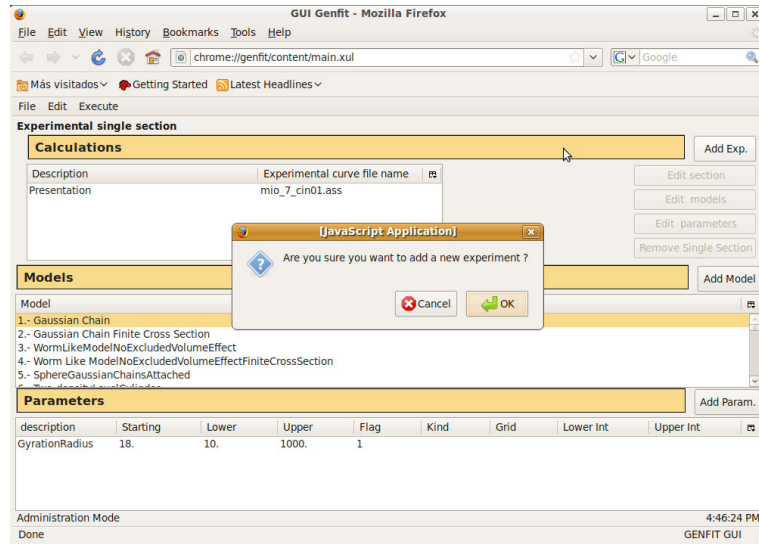 GUI Genfit - Mozilla Firefox
File Edit View History Bookmarks Tools Help
chrome://genfit/content/main.xul G Google
Más visitados Getting Started Latest Headlines
File Edit Execute
Experimental single section
Calculations Add Exp.
Description Experimental curve file name Edit section
Presentation mio_7_cin01.ass
Edit models
Edit parameters
Remove Single Section
[JavaScript Application]
Are you sure you want to add a new experiment ?
Cancel OK
Models Add Model
Model
1.- Gaussian Chain
2.- Gaussian Chain Finite Cross Section
3.- WormLikeModelNoExcludedVolumeEffect
4.- Worm Like ModelNoExcludedVolumeEffectFiniteCrossSection
5.- SphereGaussianChainsAttached
Parameters Add Param.
description Starting Lower Upper Flag Kind Grid Lower Int Upper Int
GyrationRadius 18. 10. 1000. 1
Administration Mode 4:46:24 PM
Done GENFIT GUI